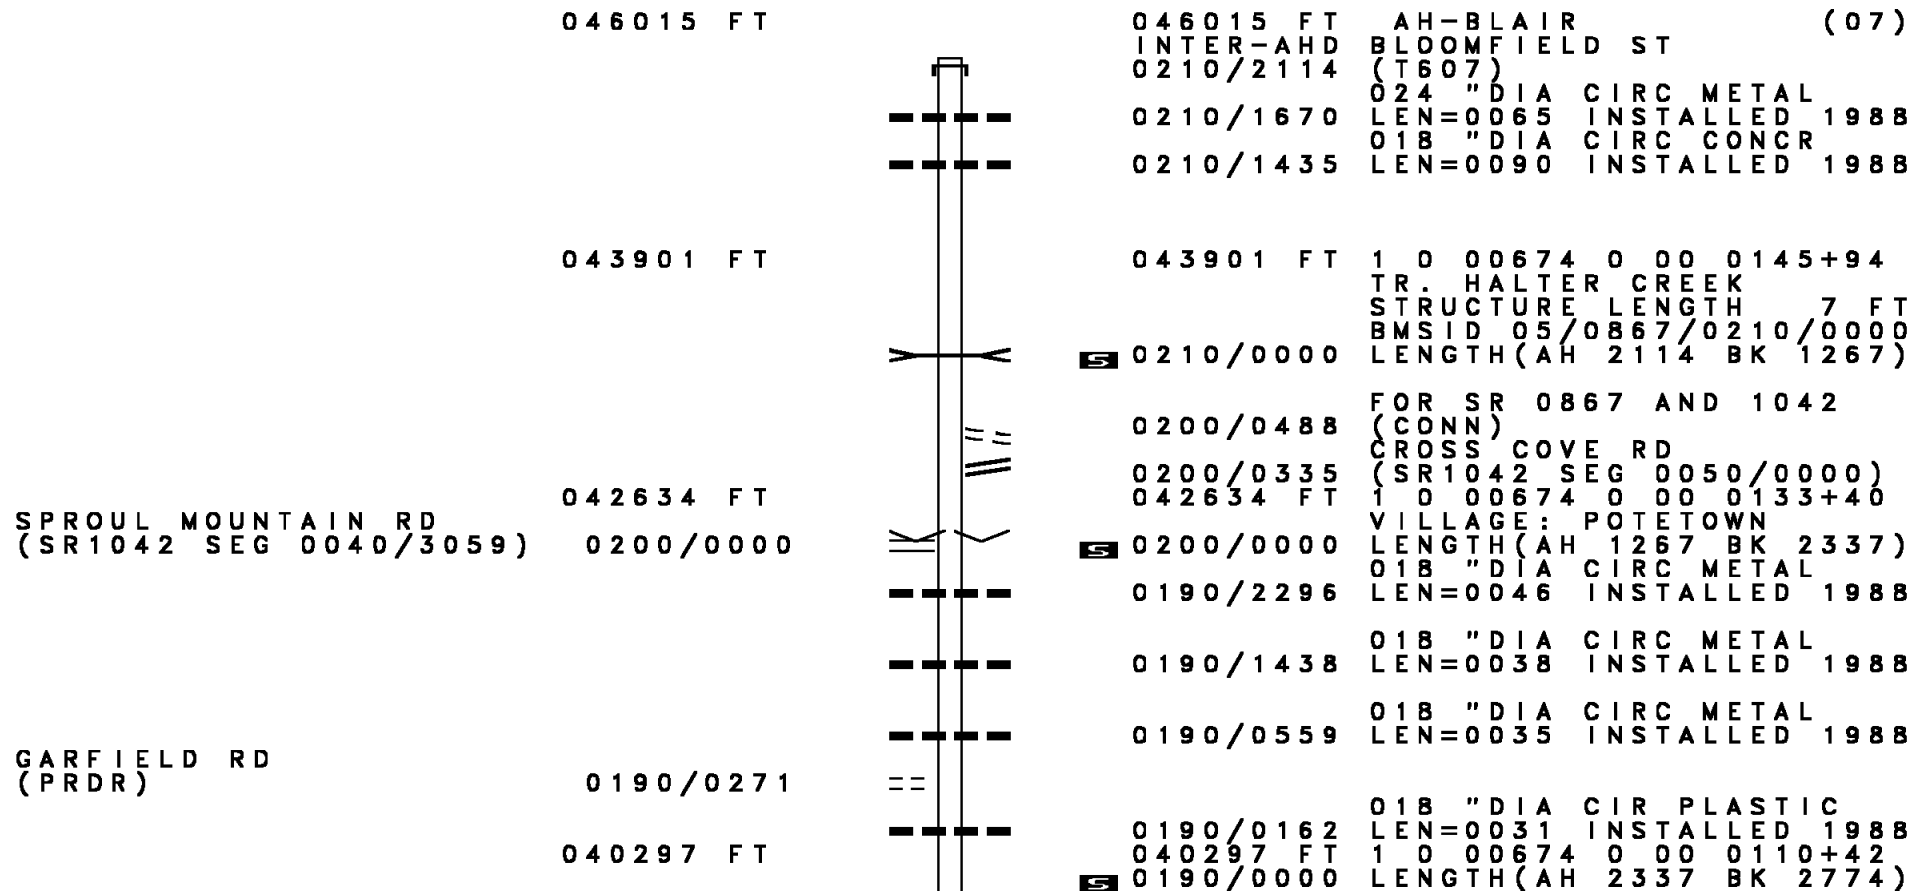 046015 FT 046015 FT AH-BLAIR (07)
INTER-AHD BLOOMFIELD ST
0210/2114 (T607)
024 "DIA CIRC METAL
0210/1670 LEN=0065 INSTALLED 1988
018 "DIA CIRC CONCR
0210/1435 LEN=0090 INSTALLED 1988
043901 FT 043901 FT 1 0 00674 0 00 0145+94
TR. HALTER CREEK
STRUCTURE LENGTH 7 FT
BMSID 05/0867/0210/0000
S 0210/0000 LENGTH(AH 2114 BK 1267)
FOR SR 0867 AND 1042
0200/0488 (CONN)
CROSS COVE RD
0200/0335 (SR1042 SEG 0050/0000)
042634 FT 042634 FT 1 0 00674 0 00 0133+40
SPROUL MOUNTAIN RD VILLAGE: POTETOWN
(SR1042 SEG 0040/3059) 0200/0000 S 0200/0000 LENGTH(AH 1267 BK 2337)
018 "DIA CIRC METAL
0190/2296 LEN=0046 INSTALLED 1988
018 "DIA CIRC METAL
0190/1438 LEN=0038 INSTALLED 1988
018 "DIA CIRC METAL
0190/0559 LEN=0035 INSTALLED 1988
GARFIELD RD
(PRDR) 0190/0271
018 "DIA CIR PLASTIC
0190/0162 LEN=0031 INSTALLED 1988
040297 FT 040297 FT 1 0 00674 0 00 0110+42
S 0190/0000 LENGTH(AH 2337 BK 2774)